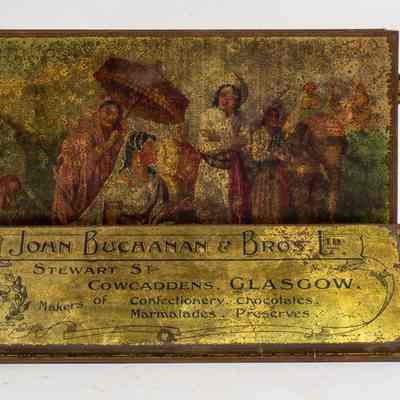 John Buchanan & Bros. Ltd
Stewart St
Cowcaddens, Glasgow.
Makers of Confectionery. Chocolates.
Marmalades. Preserves.